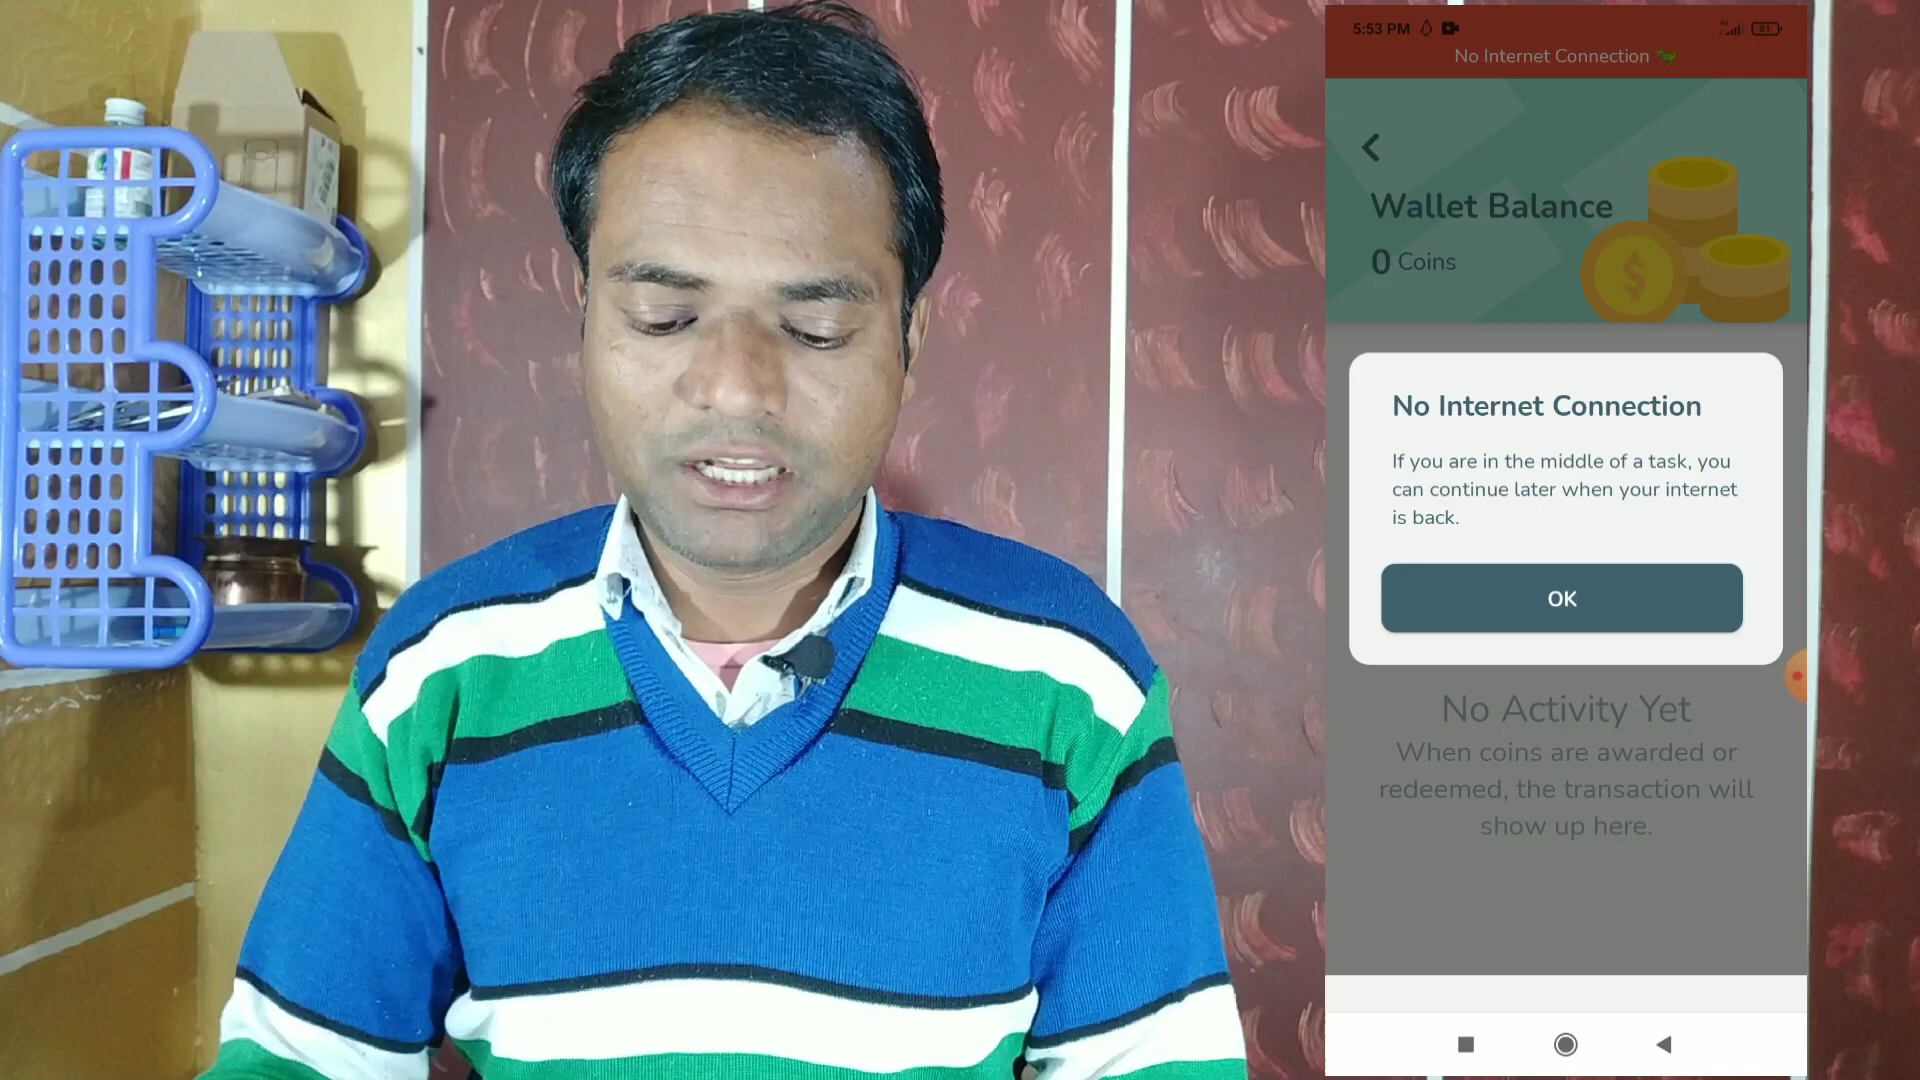 5:53 PM
4G
81
No Internet Connection
Wallet Balance
0 Coins
$
No Internet Connection
If you are in the middle of a task, you
can continue later when your internet
is back.
OK
No Activity Yet
When coins are awarded or
redeemed, the transaction will
show up here.